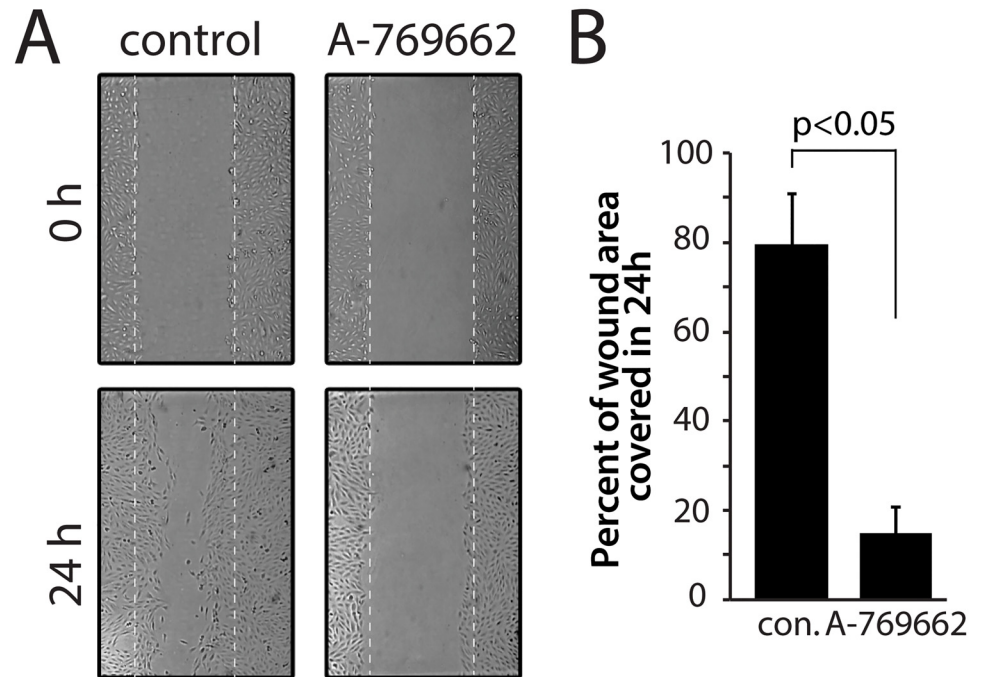 A
control
A-769662
0 h
24 h
B
p<0.05
Percent of wound area
covered in 24h
100
80
60
40
20
0
con.
A-769662